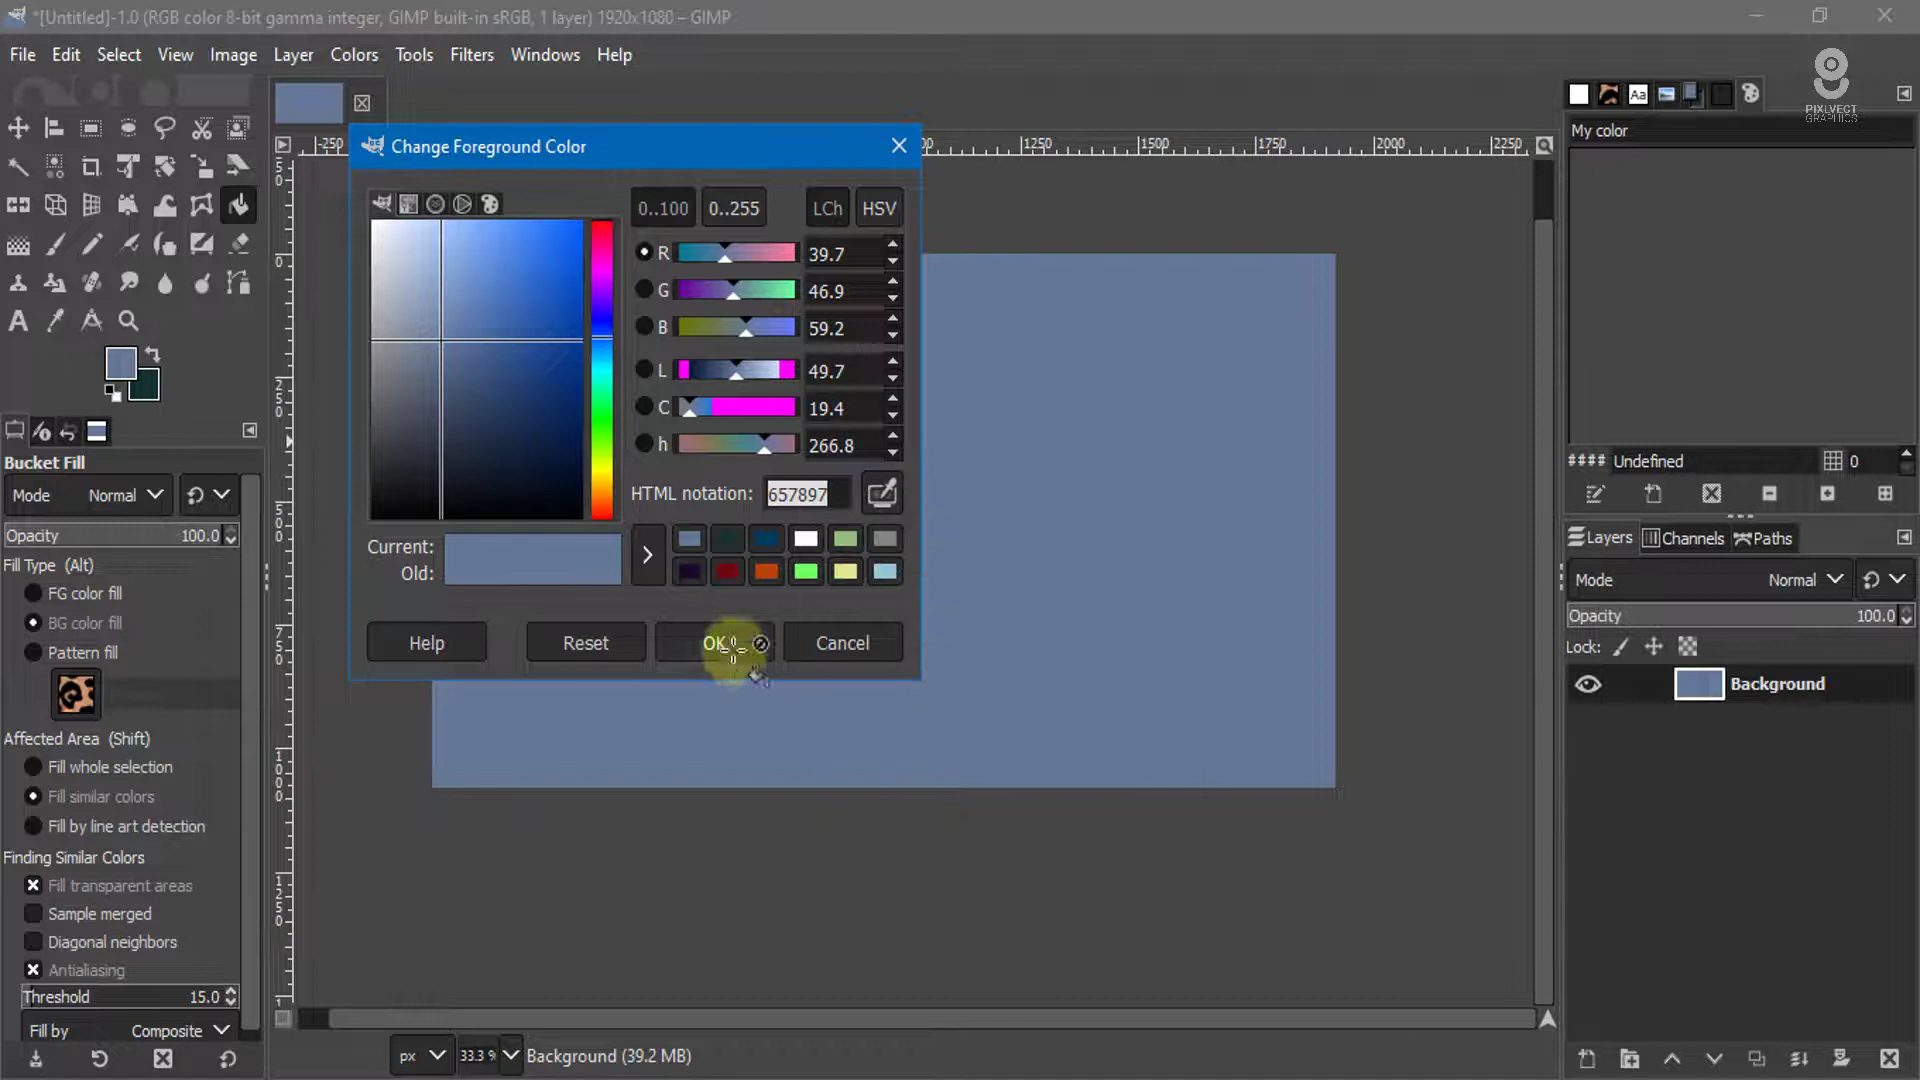 *[Untitled]-1.0 (RGB color 8-bit gamma integer, GIMP built-in sRGB, 1 layer) 1920x1080 – GIMP
File Edit Select View Image Layer Colors Tools Filters Windows Help
PIXLVECT
GRAPHICS
Aa
My color
-250 1250 1500 1750 2000 2250
Change Foreground Color
0..100 0..255 LCh HSV
R 39.7
G 46.9
B 59.2
L 49.7
C 19.4
h 266.8
HTML notation: 657897
Current:
Old:
Help Reset OK Cancel
Bucket Fill
Mode Normal
Opacity 100.0
Fill Type (Alt)
FG color fill
BG color fill
Pattern fill
Affected Area (Shift)
Fill whole selection
Fill similar colors
Fill by line art detection
Finding Similar Colors
Fill transparent areas
Sample merged
Diagonal neighbors
Antialiasing
Threshold 15.0
Fill by Composite
#### Undefined 0
Layers Channels Paths
Mode Normal
Opacity 100.0
Lock:
Background
px 33.3 % Background (39.2 MB)